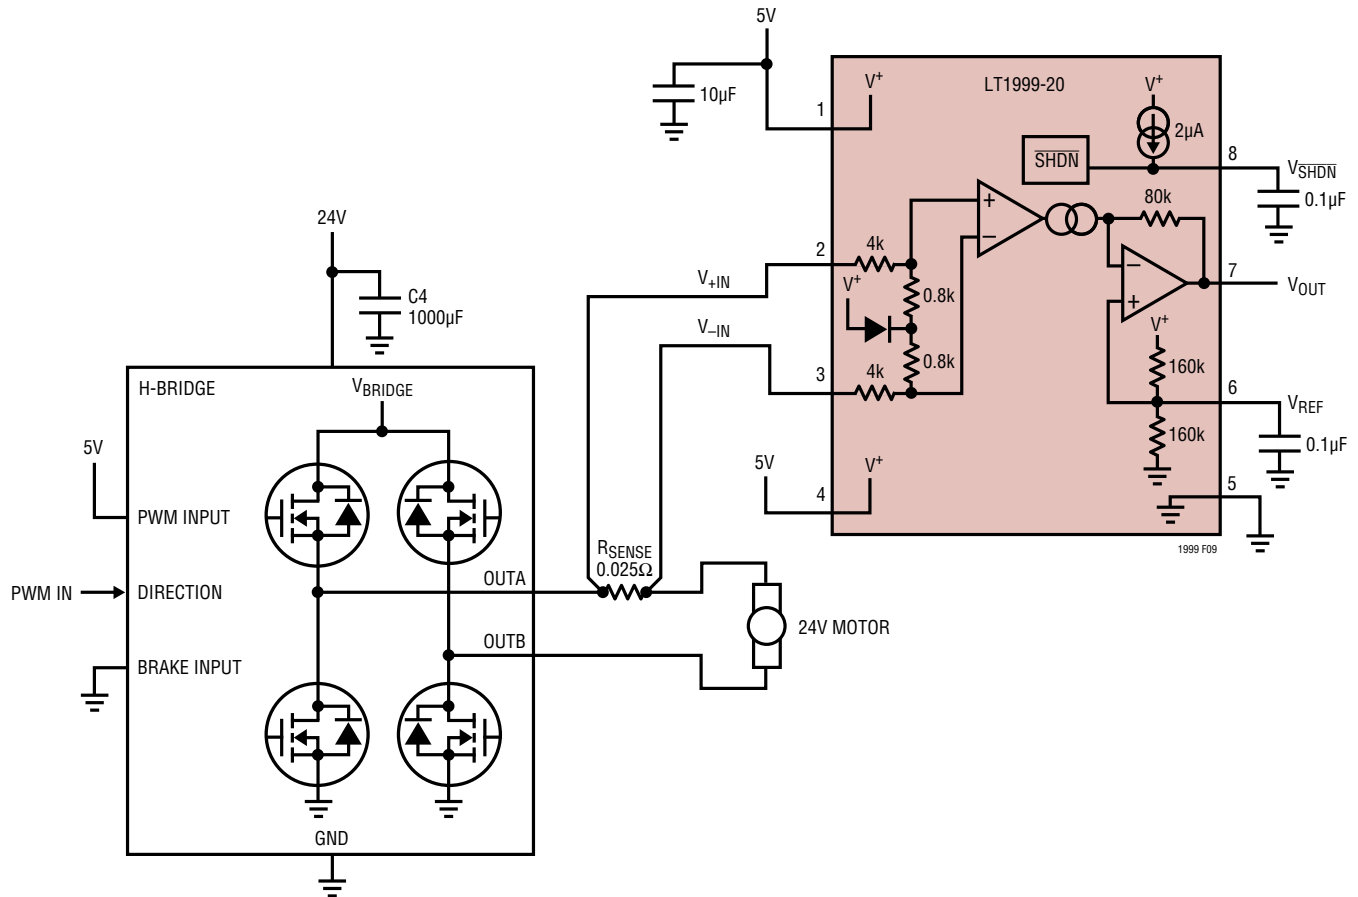 5V
10µF
1
V+
LT1999-20
V+
2µA
SHDN
8
VSHDN
0.1µF
80k
24V
C4
1000µF
V+IN
2
4k
V+
0.8k
V–IN
0.8k
3
4k
+
–
–
+
7
VOUT
V+
160k
6
VREF
160k
0.1µF
5V
4
V+
5
1999 F09
H-BRIDGE
VBRIDGE
5V
PWM INPUT
PWM IN
DIRECTION
BRAKE INPUT
OUTA
OUTB
RSENSE
0.025Ω
24V MOTOR
GND